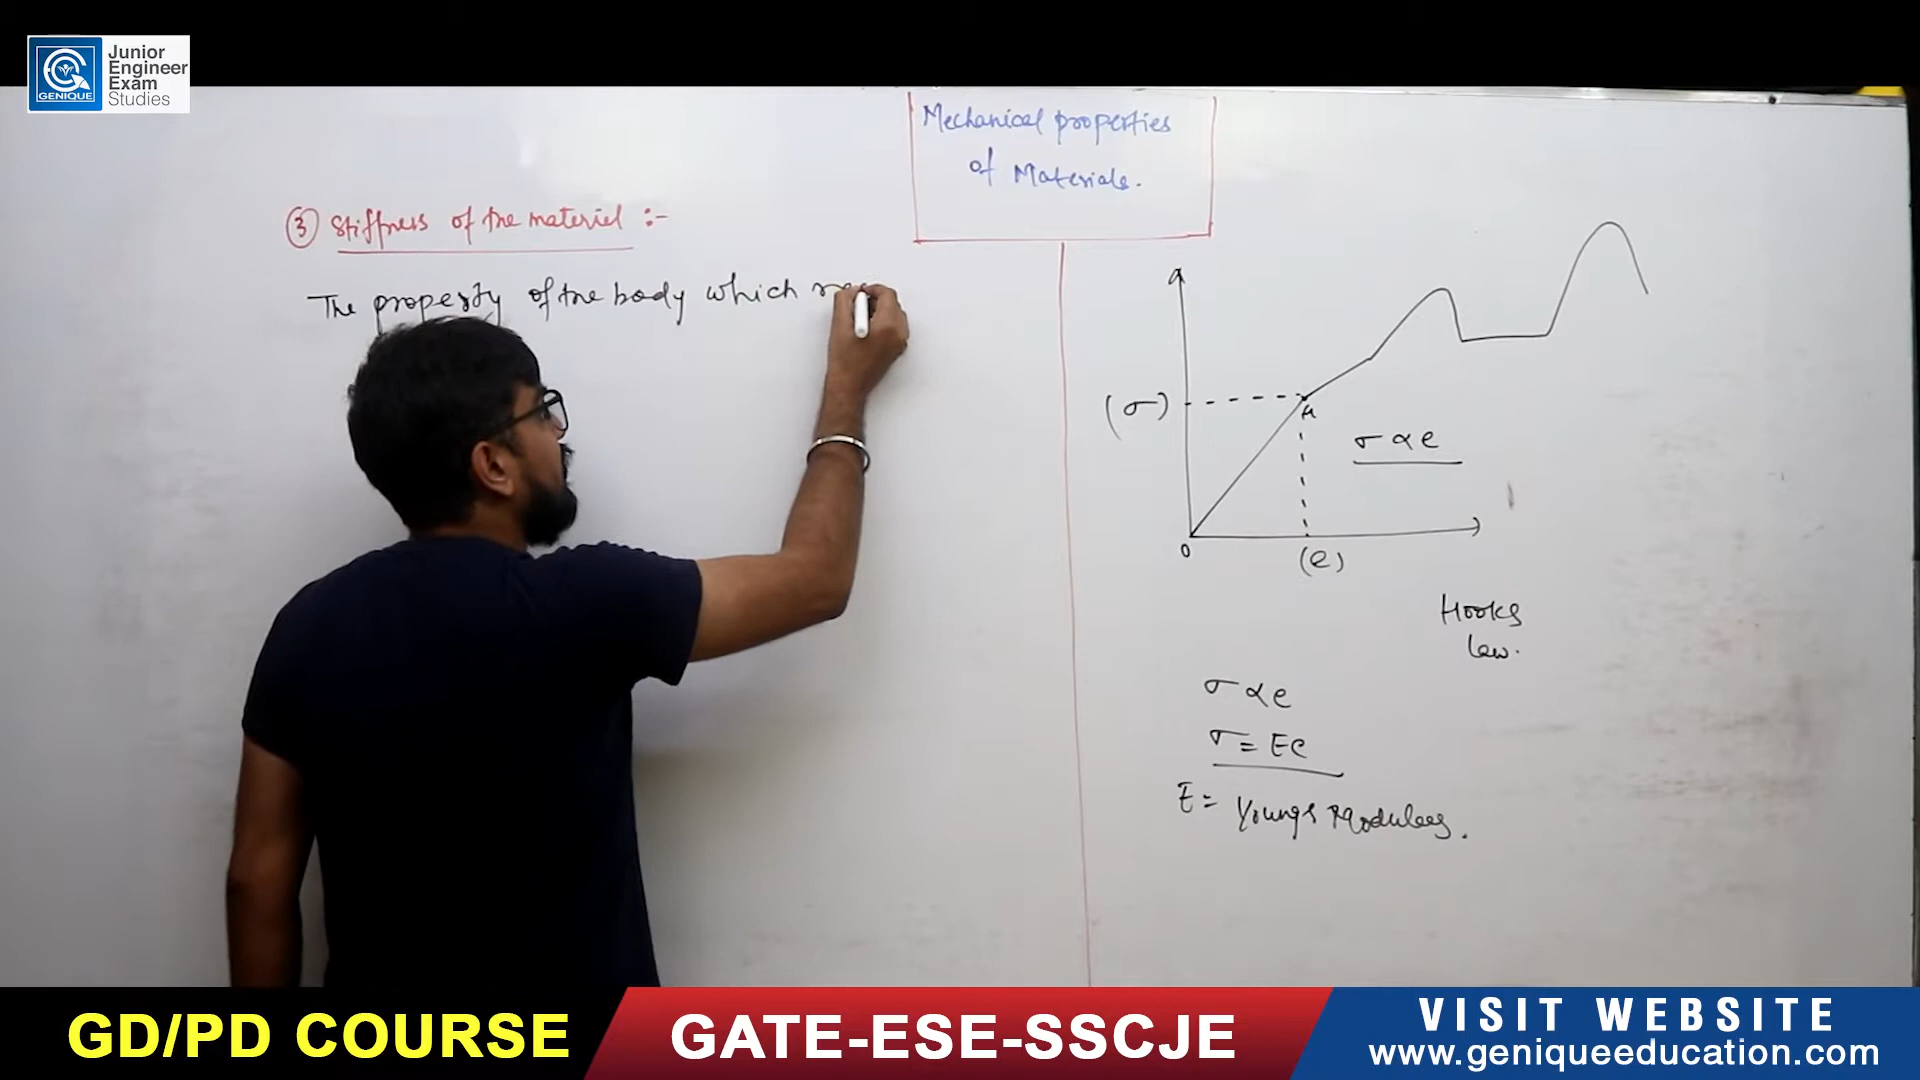 Junior
Engineer
Exam
Studies
GENIQUE
Mechanical properties
of Materials.
③ Stiffness of the material :-
The property of the body which
(σ)
σ ∝ e
0
(e)
Hooks
law.
σ ∝ e
σ = Ee
E = Youngs Modulus.
GD/PD COURSE
GATE-ESE-SSCJE
VISIT WEBSITE
www.geniqueeducation.com